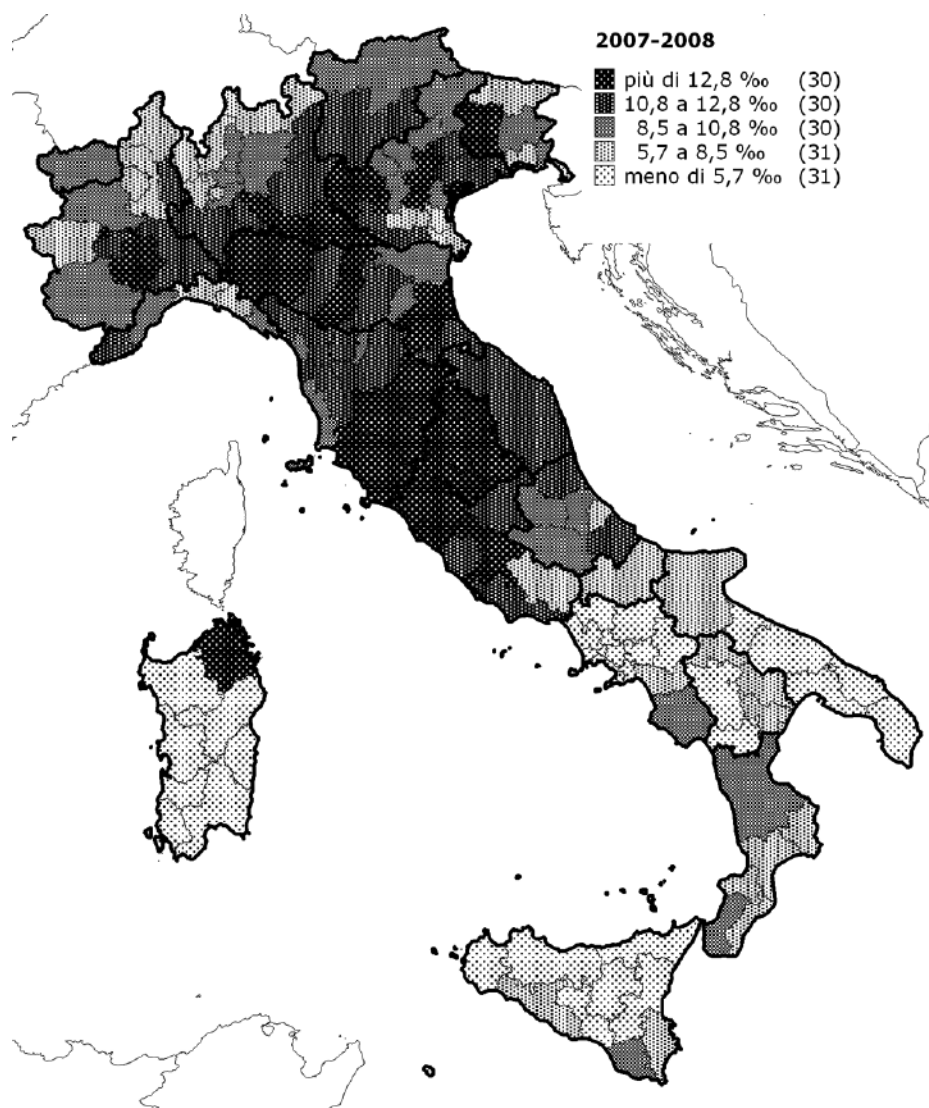 2007-2008
più di 12,8 ‰ (30)
10,8 a 12,8 ‰ (30)
8,5 a 10,8 ‰ (30)
5,7 a 8,5 ‰ (31)
meno di 5,7 ‰ (31)